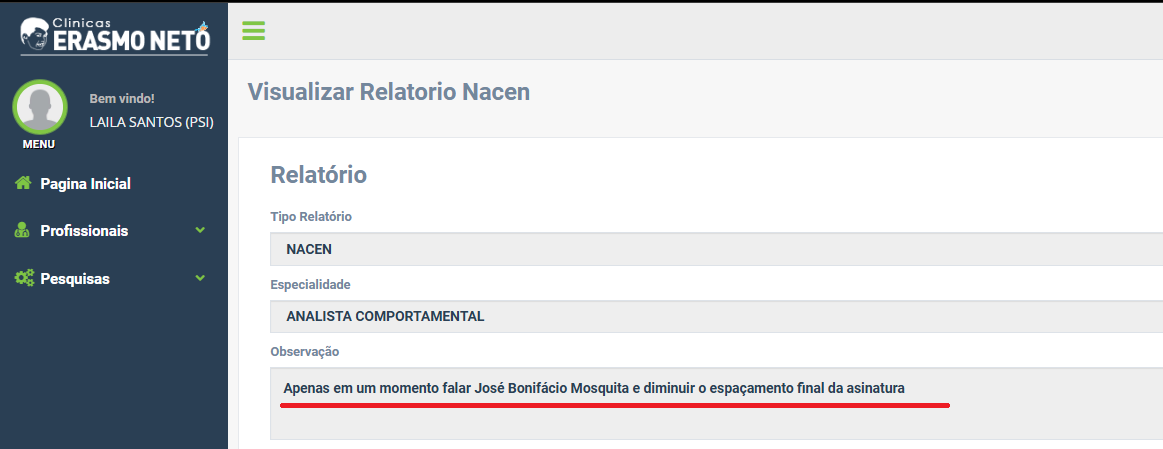 Clinicas
ERASMO NETO
Bem vindo!
LAILA SANTOS (PSI)
MENU
Pagina Inicial
Profissionais
Pesquisas
Visualizar Relatorio Nacen
Relatório
Tipo Relatório
NACEN
Especialidade
ANALISTA COMPORTAMENTAL
Observação
Apenas em um momento falar José Bonifácio Mosquita e diminuir o espaçamento final da asinatura